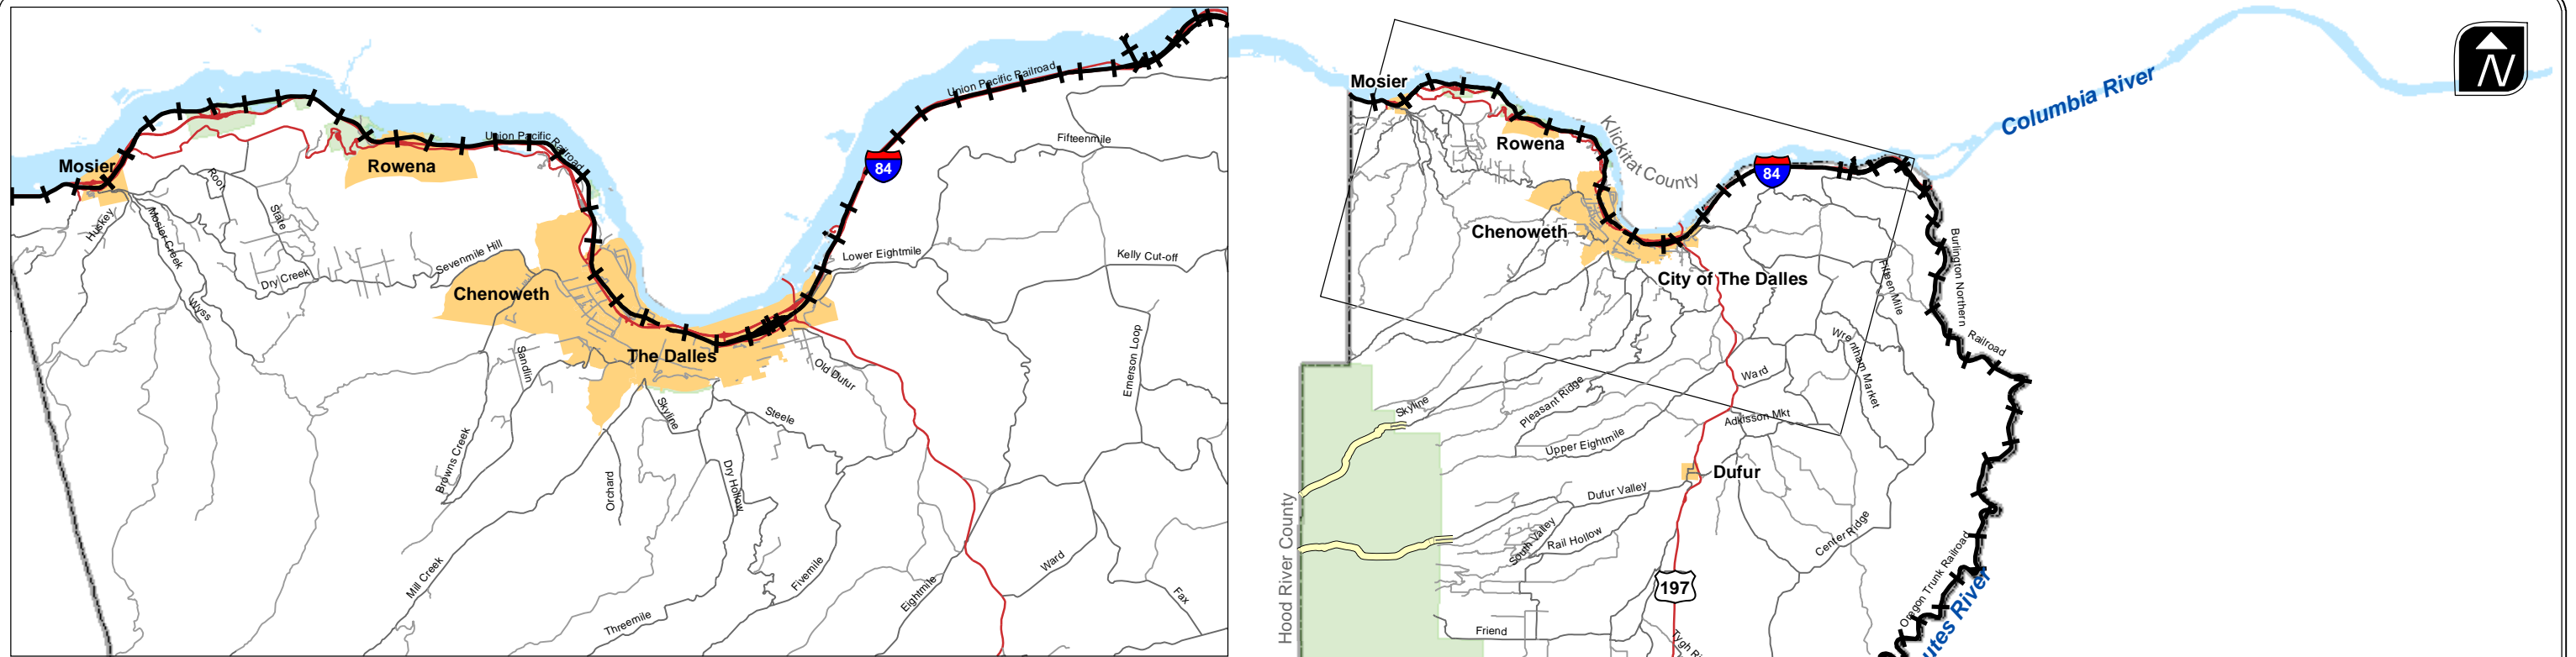 Union Pacific Railroad
Fifteenmile
84
Union Pacific
Railroad
Mosier
Rowena
Root
State
Huskey
Mosier Creek
Sevenmile Hill
Lower Eightmile
Kelly Cut-off
Dry Creek
Chenoweth
Wyss
The Dalles
Sandlin
Old Dufur
Emerson Loop
Skyline
Steele
Browns Creek
Orchard
Dry Hollow
Mill Creek
Fivemile
Eightmile
Ward
Fax
Threemile
N
Mosier
Columbia River
Rowena
Klickitat County
84
Chenoweth
City of The Dalles
Fifteen Mile
Burlington Northern
Railroad
Wrentham Market
Ward
Pleasant Ridge
Skyline
Adkisson Mkt
Upper Eightmile
Dufur
Dufur Valley
Hood River County
South Valley
Rail Hollow
Center Ridge
197
Oregon Trunk Railroad
River
Friend
Tygh